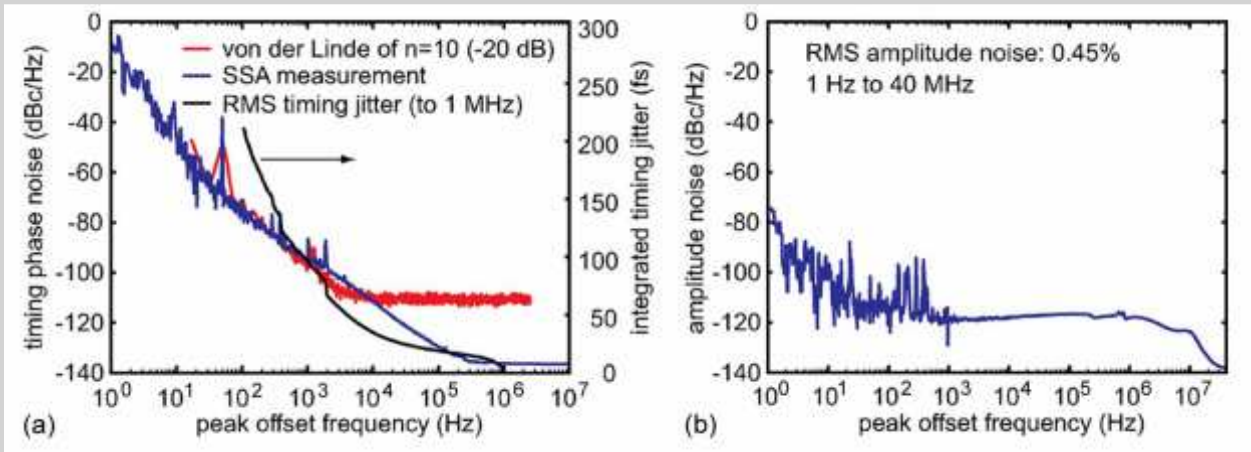 timing phase noise (dBc/Hz)
0
-20
-40
-60
-80
-100
-120
-140
von der Linde of n=10 (-20 dB)
SSA measurement
RMS timing jitter (to 1 MHz)
300
250
200
150
100
50
0
integrated timing jitter (fs)
10^0 10^1 10^2 10^3 10^4 10^5 10^6 10^7
(a) peak offset frequency (Hz)
amplitude noise (dBc/Hz)
0
-20
-40
-60
-80
-100
-120
-140
RMS amplitude noise: 0.45%
1 Hz to 40 MHz
10^0 10^1 10^2 10^3 10^4 10^5 10^6 10^7
(b) peak offset frequency (Hz)